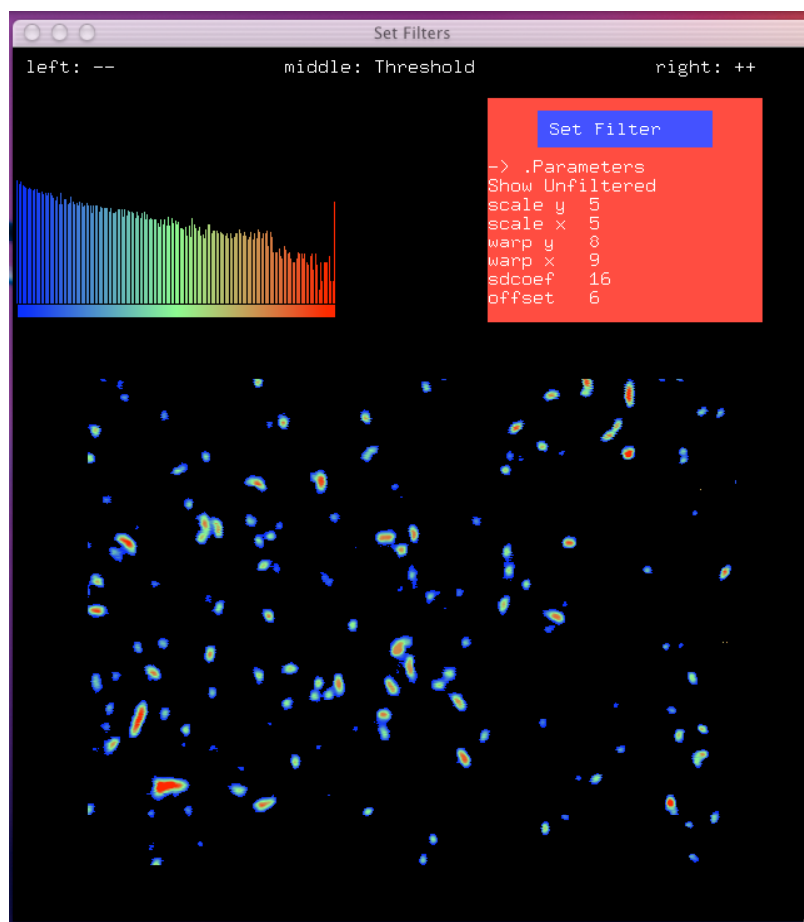 Set Filters
left: -- middle: Threshold right: ++
Set Filter
-> .Parameters
Show Unfiltered
scale y 5
scale x 5
warp y 8
warp x 9
sdcoef 16
offset 6